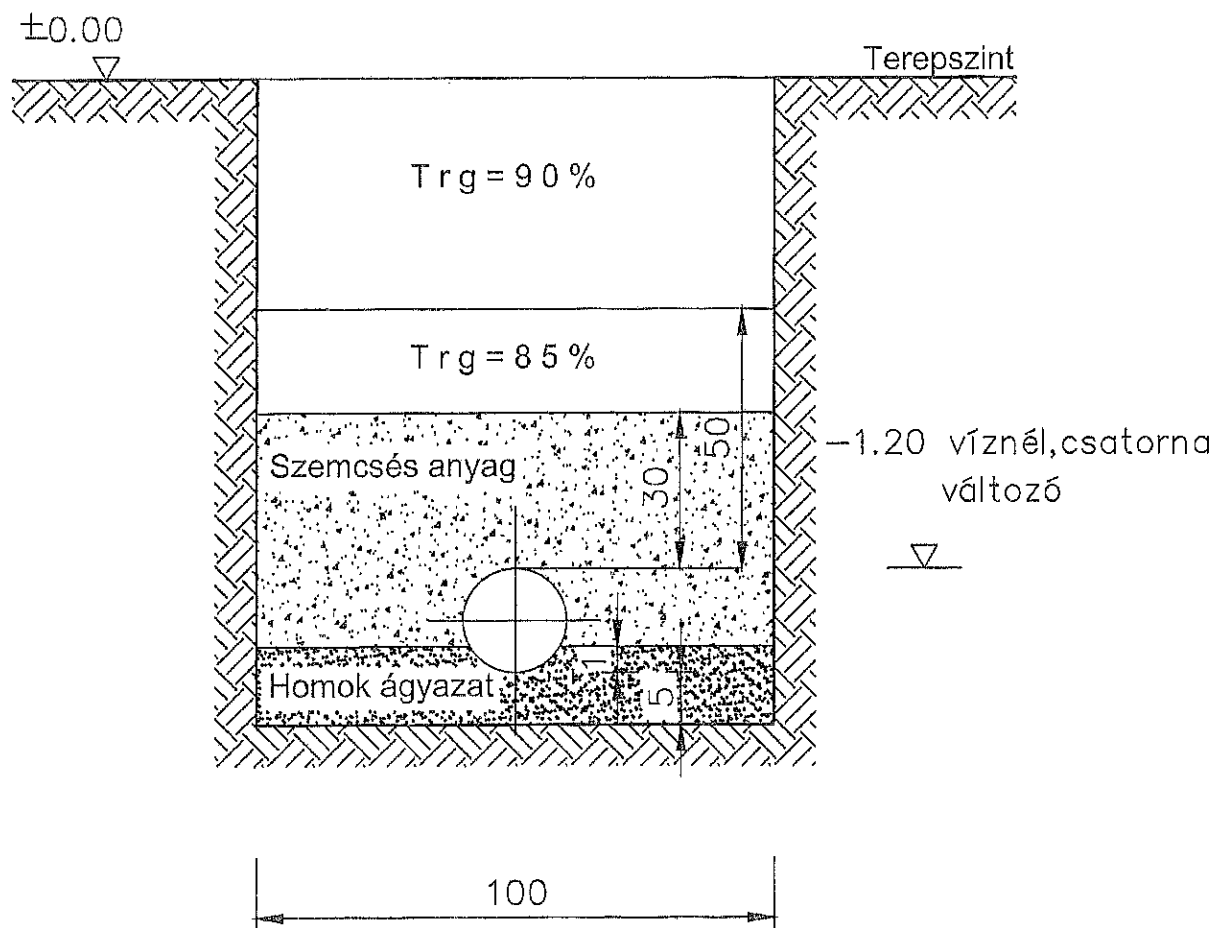 ±0.00
Terepszint
Trg=90%
Trg=85%
-1.20 víznél,csatorna
változó
50
30
Szemcsés anyag
1
5
Homok ágyazat
100